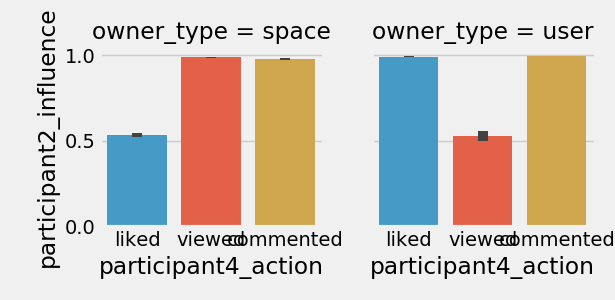 owner_type = space
owner_type = user
participant2_influence
1.0
0.5
0.0
liked
viewed
commented
liked
viewed
commented
participant4_action
participant4_action